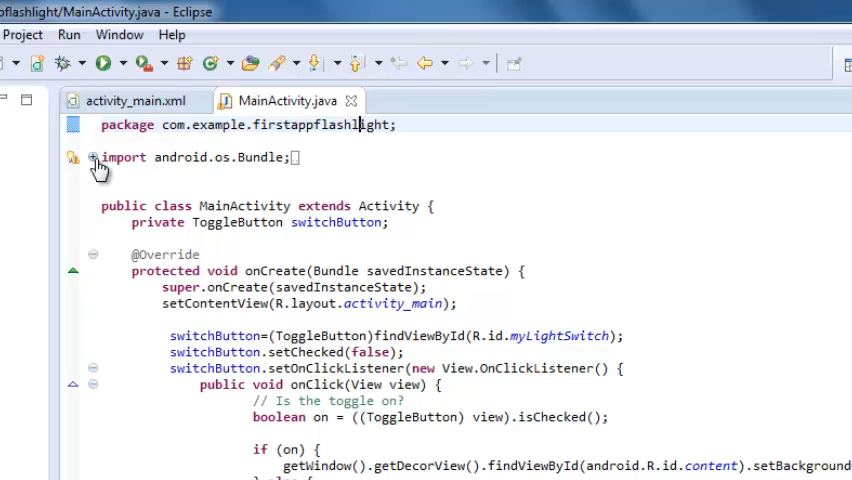 flashlight/MainActivity.java - Eclipse
Project Run Window Help
activity_main.xml MainActivity.java
package com.example.firstappflashlight;
import android.os.Bundle;
public class MainActivity extends Activity {
private ToggleButton switchButton;
@Override
protected void onCreate(Bundle savedInstanceState) {
super.onCreate(savedInstanceState);
setContentView(R.layout.activity_main);
switchButton=(ToggleButton)findViewById(R.id.myLightSwitch);
switchButton.setChecked(false);
switchButton.setOnClickListener(new View.OnClickListener() {
public void onClick(View view) {
// Is the toggle on?
boolean on = ((ToggleButton) view).isChecked();
if (on) {
getWindow().getDecorView().findViewById(android.R.id.content).setBackground
} else {